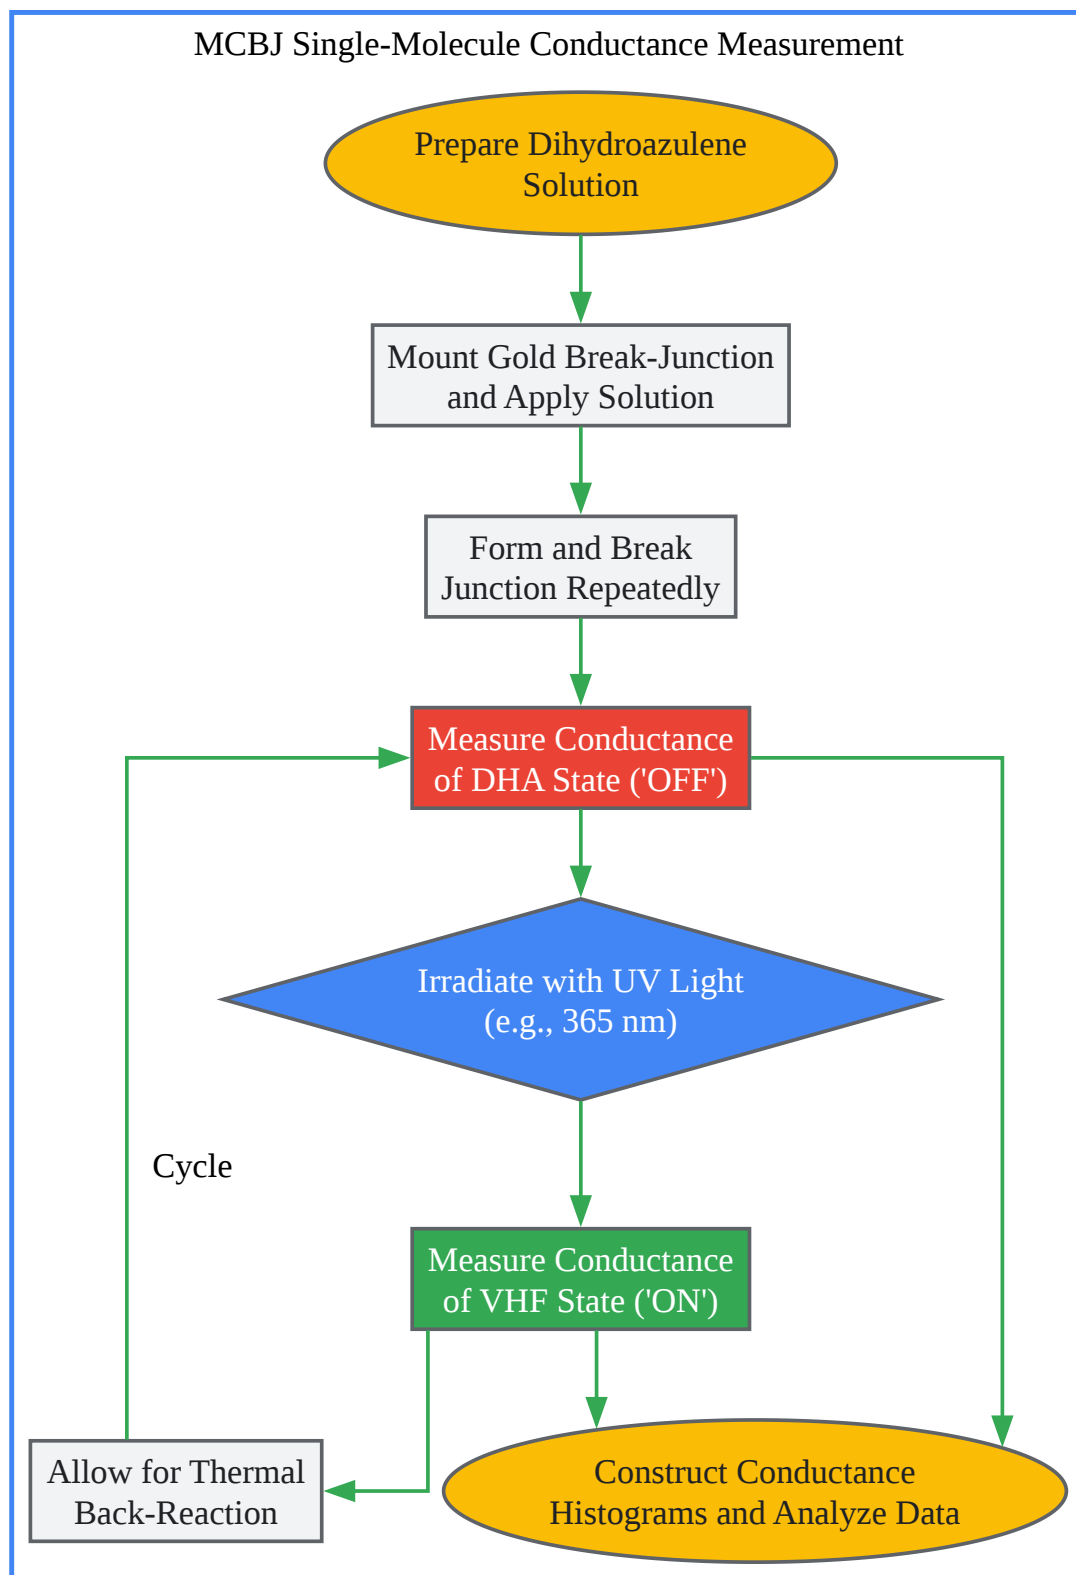 MCBJ Single-Molecule Conductance Measurement
Prepare Dihydroazulene
Solution
Mount Gold Break-Junction
and Apply Solution
Form and Break
Junction Repeatedly
Measure Conductance
of DHA State ('OFF')
Irradiate with UV Light
(e.g., 365 nm)
Cycle
Measure Conductance
of VHF State ('ON')
Allow for Thermal
Back-Reaction
Construct Conductance
Histograms and Analyze Data